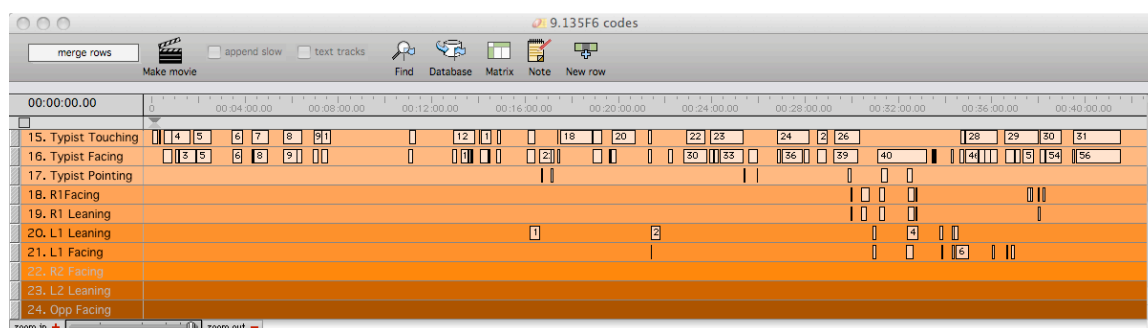 9.135F6 codes
merge rows
append slow
text tracks
Make movie
Find
Database
Matrix
Note
New row
00:00:00.00
0 00:04:00.00 00:08:00.00 00:12:00.00 00:16:00.00 00:20:00.00 00:24:00.00 00:28:00.00 00:32:00.00 00:36:00.00 00:40:00.00
15. Typist Touching 4 5 6 7 8 9 1 12 1 18 20 22 23 24 2 26 28 29 30 31
16. Typist Facing 3 5 6 8 9 1 2 30 33 36 39 40 46 5 54 56
17. Typist Pointing
18. R1Facing
19. R1 Leaning
20. L1 Leaning 1 2 4
21. L1 Facing 6
22. R2 Facing
23. L2 Leaning
24. Opp Facing
zoom in + zoom out −